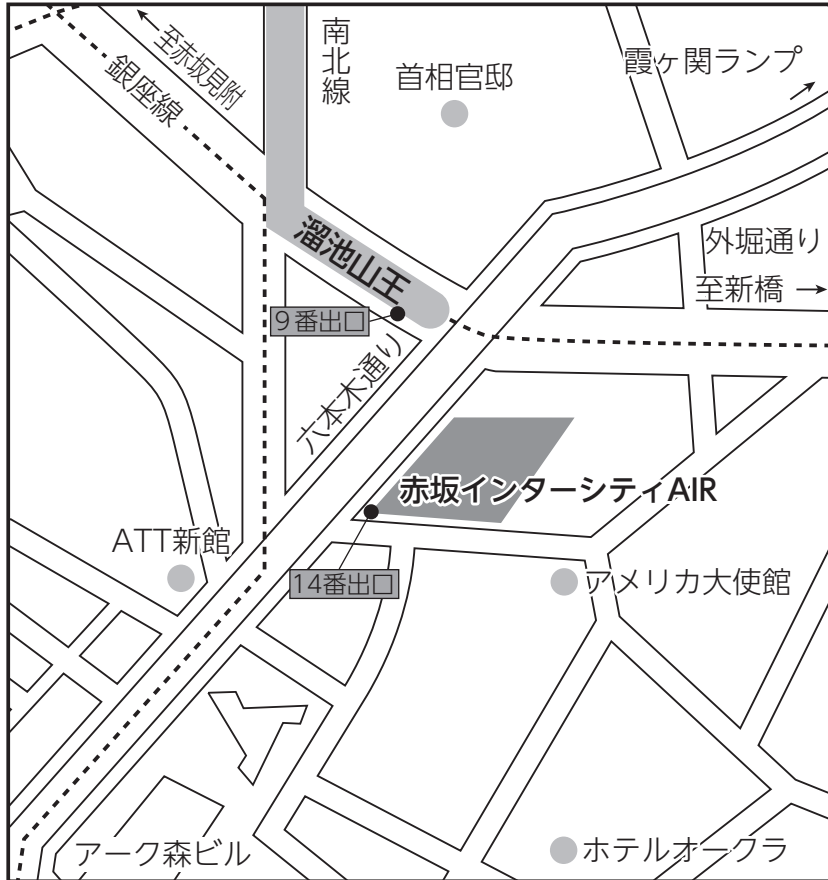 至赤坂見附
銀座線
南北線
首相官邸
霞ヶ関ランプ
溜池山王
外堀通り
至新橋
9番出口
六本木通り
赤坂インターシティAIR
ATT新館
14番出口
アメリカ大使館
アーク森ビル
ホテルオークラ